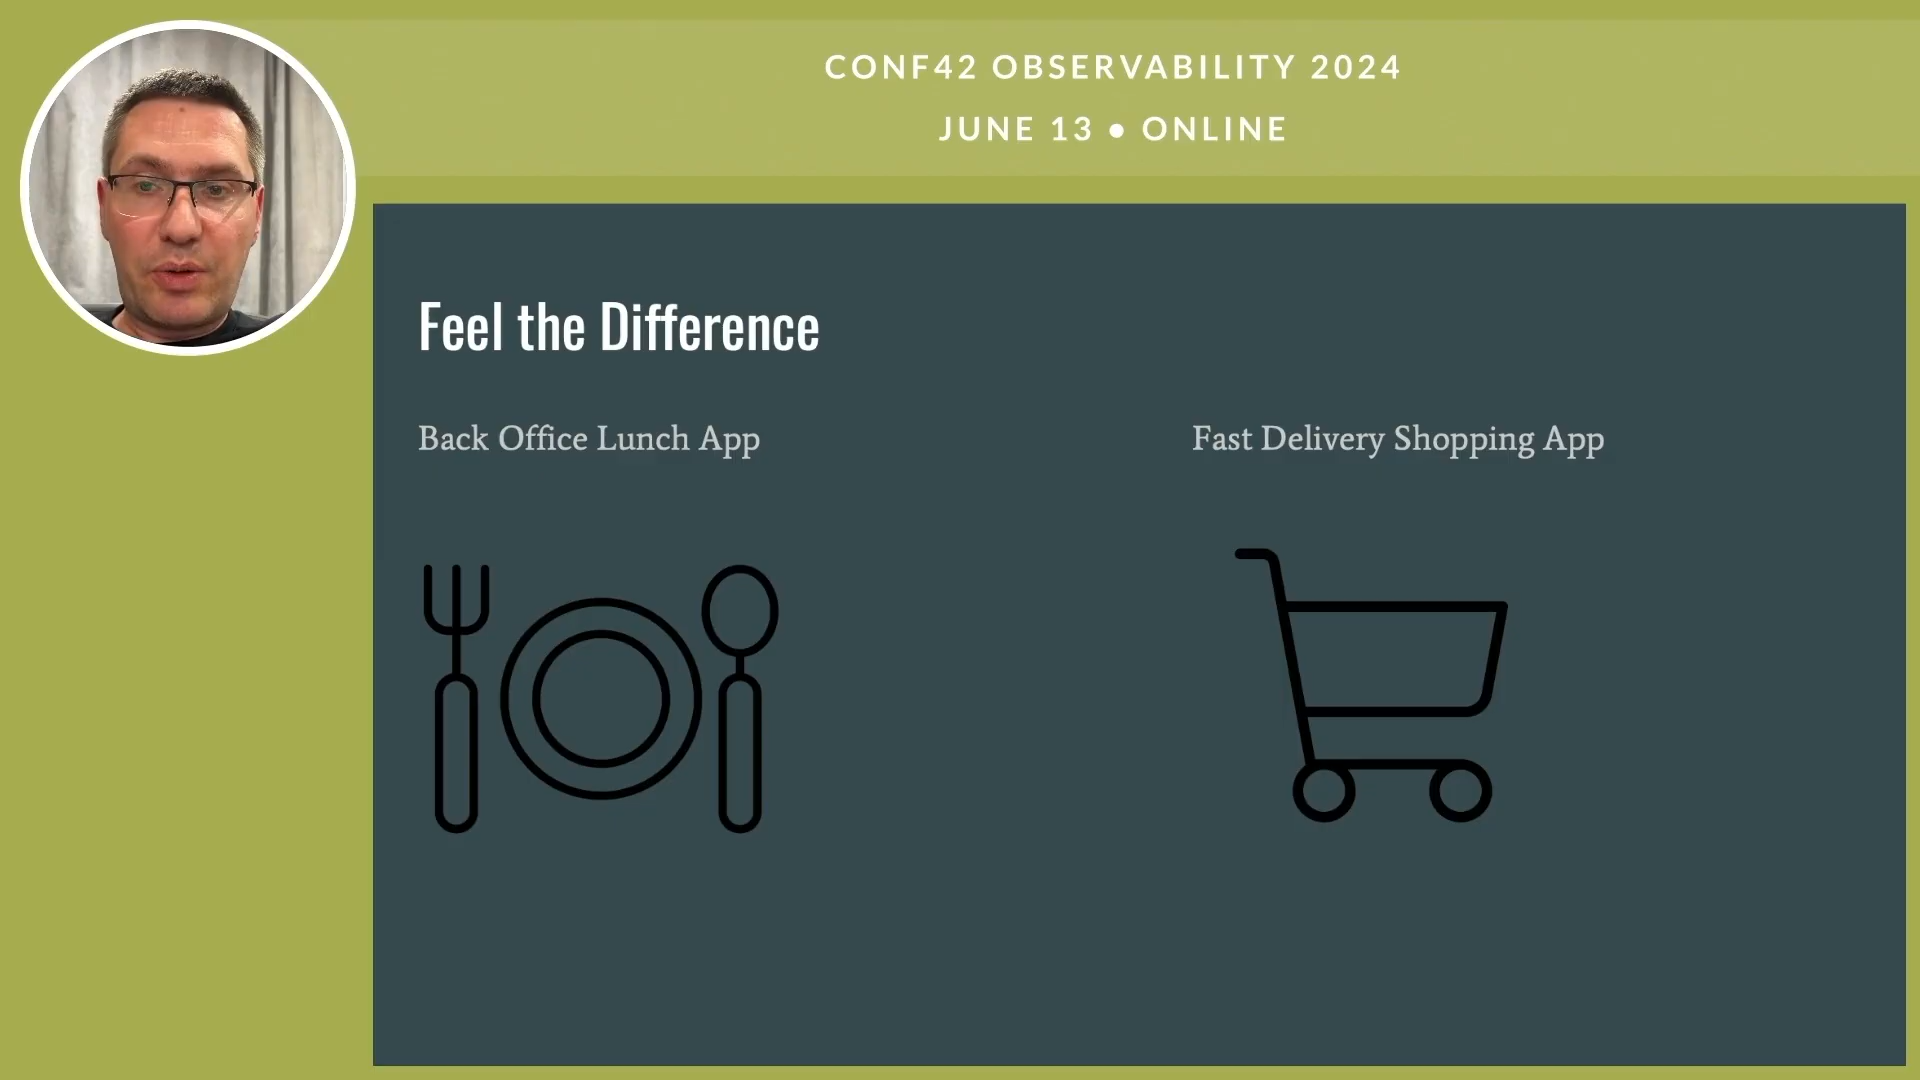 CONF42 OBSERVABILITY 2024
JUNE 13 • ONLINE
Feel the Difference
Back Office Lunch App
Fast Delivery Shopping App